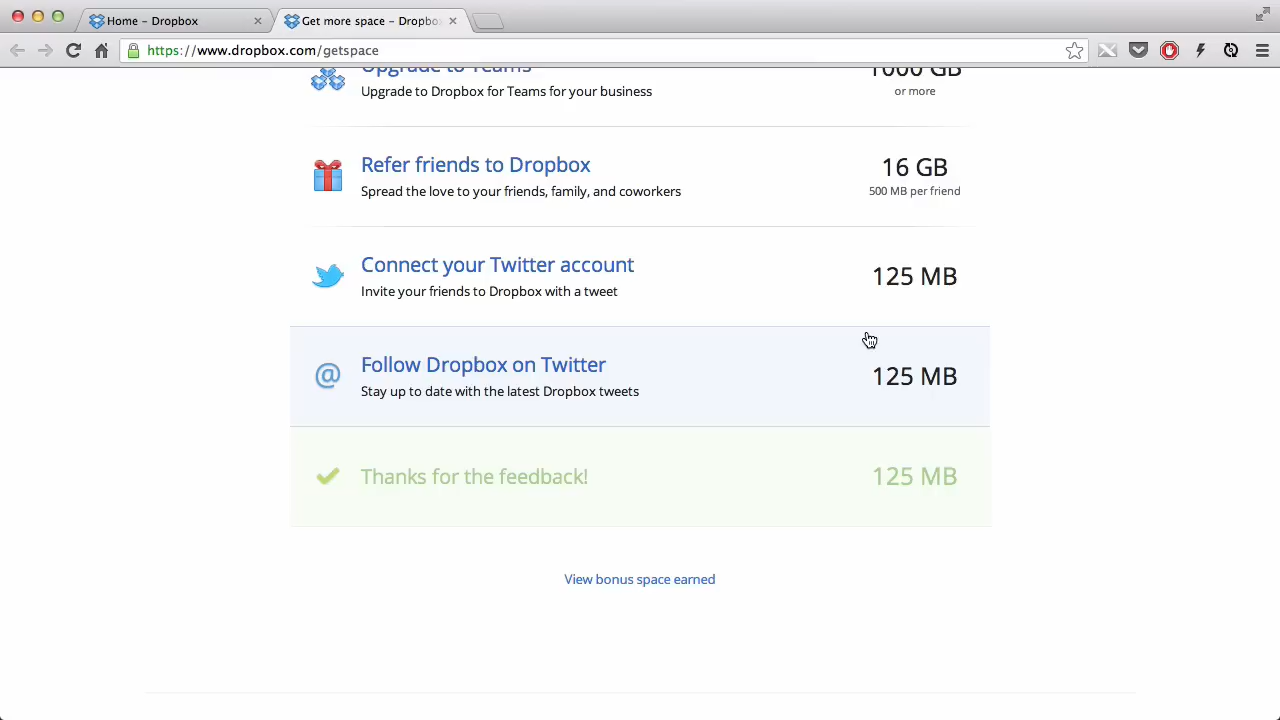 Home – Dropbox
Get more space – Dropbo
https://www.dropbox.com/getspace
Upgrade to Teams
1000 GB
Upgrade to Dropbox for Teams for your business
or more
Refer friends to Dropbox
16 GB
Spread the love to your friends, family, and coworkers
500 MB per friend
Connect your Twitter account
125 MB
Invite your friends to Dropbox with a tweet
Follow Dropbox on Twitter
125 MB
@
Stay up to date with the latest Dropbox tweets
Thanks for the feedback!
125 MB
View bonus space earned